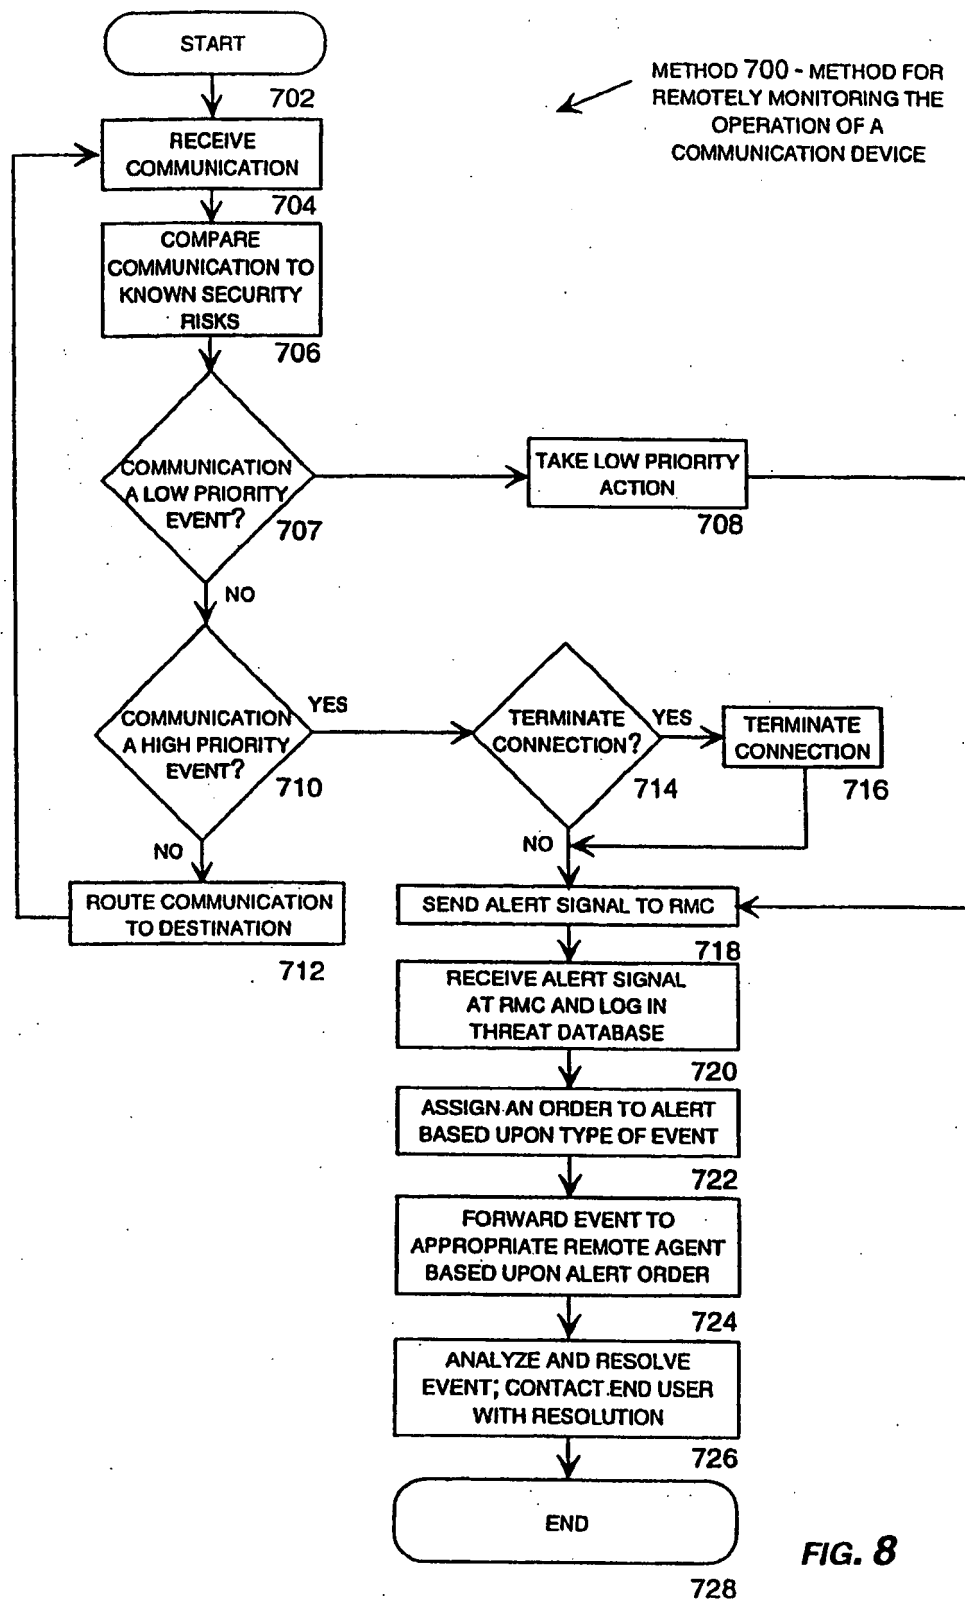 START
METHOD 700 - METHOD FOR
REMOTELY MONITORING THE
OPERATION OF A
COMMUNICATION DEVICE
702
RECEIVE
COMMUNICATION
704
COMPARE
COMMUNICATION TO
KNOWN SECURITY
RISKS
706
COMMUNICATION
A LOW PRIORITY
EVENT?
707
TAKE LOW PRIORITY
ACTION
708
NO
COMMUNICATION
A HIGH PRIORITY
EVENT?
710
YES
TERMINATE
CONNECTION?
714
YES
TERMINATE
CONNECTION
716
NO
ROUTE COMMUNICATION
TO DESTINATION
712
NO
SEND ALERT SIGNAL TO RMC
718
RECEIVE ALERT SIGNAL
AT RMC AND LOG IN
THREAT DATABASE
720
ASSIGN AN ORDER TO ALERT
BASED UPON TYPE OF EVENT
722
FORWARD EVENT TO
APPROPRIATE REMOTE AGENT
BASED UPON ALERT ORDER
724
ANALYZE AND RESOLVE
EVENT; CONTACT END USER
WITH RESOLUTION
726
END
728
FIG. 8